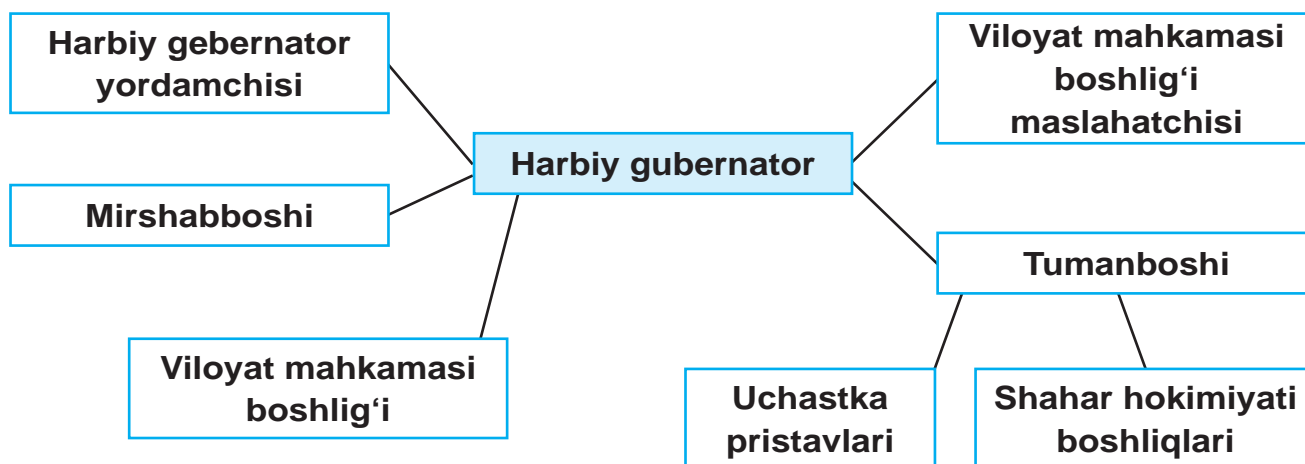 Harbiy gebernator
yordamchisi
Viloyat mahkamasi
boshlig‘i
maslahatchisi
Harbiy gubernator
Mirshabboshi
Tumanboshi
Viloyat mahkamasi
boshlig‘i
Uchastka
pristavlari
Shahar hokimiyati
boshliqlari